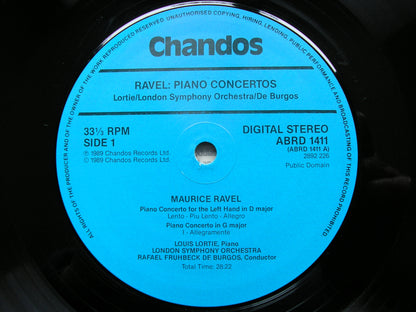 ALL RIGHTS OF THE PRODUCER AND OF THE OWNER OF THE WORK REPRODUCED RESERVED UNAUTHORISED COPYING, HIRING, LENDING, PUBLIC PERFORMANCE AND BROADCASTING OF THIS RECORD PROHIBITED
Chandos
RAVEL: PIANO CONCERTOS
Lortie/London Symphony Orchestra/De Burgos
33⅓ RPM
SIDE 1
℗ 1989 Chandos Records Ltd.
© 1989 Chandos Records Ltd.
DIGITAL STEREO
ABRD 1411
(ABRD 1411 A)
2892 226
Public Domain
MAURICE RAVEL
Piano Concerto for the Left Hand in D major
Lento - Piu Lento - Allegro
Piano Concerto in G major
I - Allegramente
LOUIS LORTIE, Piano
LONDON SYMPHONY ORCHESTRA
RAFAEL FRUHBECK OF BURGOS, Conductor
Total Time: 28:22